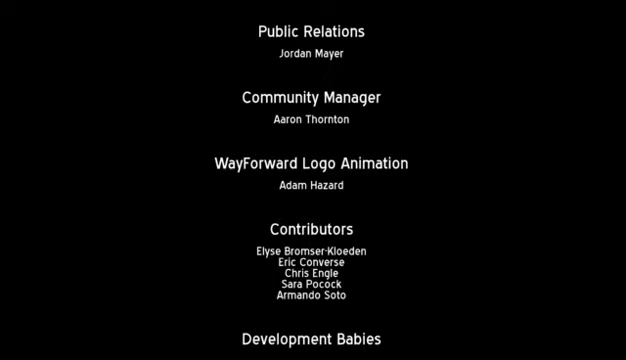 Public Relations
Jordan Mayer
Community Manager
Aaron Thornton
WayForward Logo Animation
Adam Hazard
Contributors
Elyse Bromser-Kloeden
Eric Converse
Chris Engle
Sara Pocock
Armando Soto
Development Babies